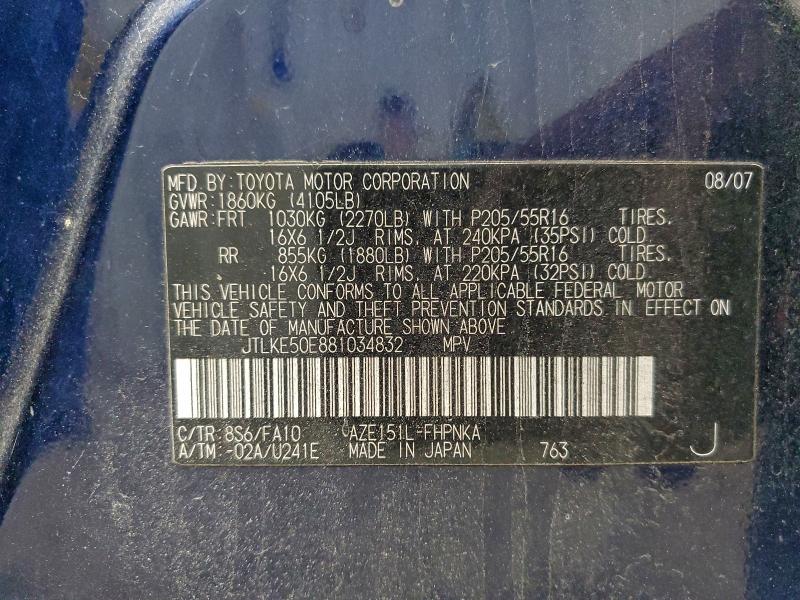 MFD.BY:TOYOTA MOTOR CORPORATION 08/07
GVWR:1860KG (4105LB)
GAWR:FRT 1030KG (2270LB) WITH P205/55R16 TIRES.
16X6 1/2J RIMS, AT 240KPA (35PSI) COLD
RR 855KG (1880LB) WITH P205/55R16 TIRES.
16X6 1/2J RIMS, AT 220KPA (32PSI) COLD.
THIS VEHICLE CONFORMS TO ALL APPLICABLE FEDERAL MOTOR
VEHICLE SAFETY AND THEFT PREVENTION STANDARDS IN EFFECT ON
THE DATE OF MANUFACTURE SHOWN ABOVE.
JTLKE50E881034832 MPV
C/TR:8S6/FA10 AZE151L-FHPNKA
A/TM:-02A/U241E MADE IN JAPAN 763 J